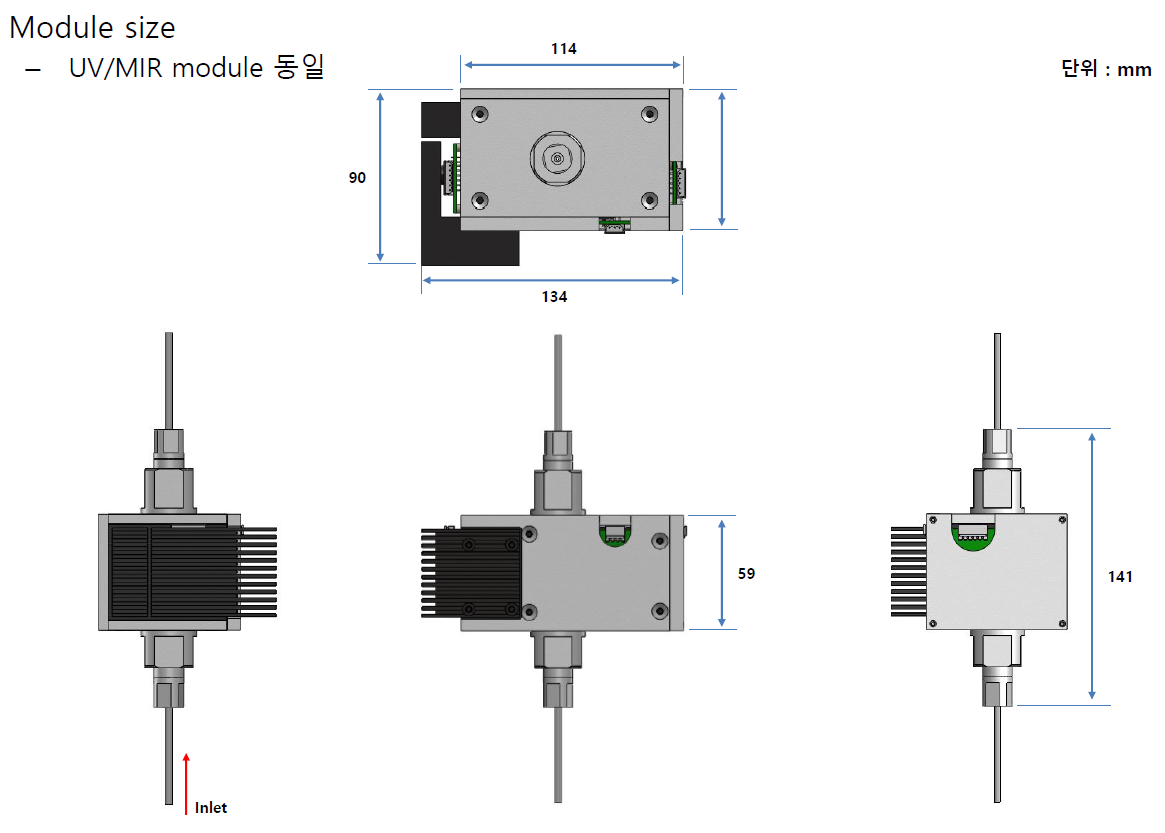 Module size
– UV/MIR module 동일
단위 : mm
114
90
134
59
141
Inlet